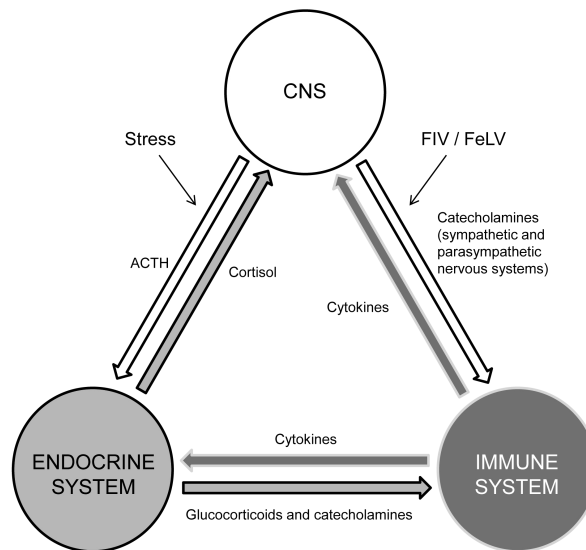 CNS
Stress
FIV / FeLV
Catecholamines
(sympathetic and
parasympathetic
nervous systems)
ACTH
Cortisol
Cytokines
Cytokines
ENDOCRINE
SYSTEM
IMMUNE
SYSTEM
Glucocorticoids and catecholamines